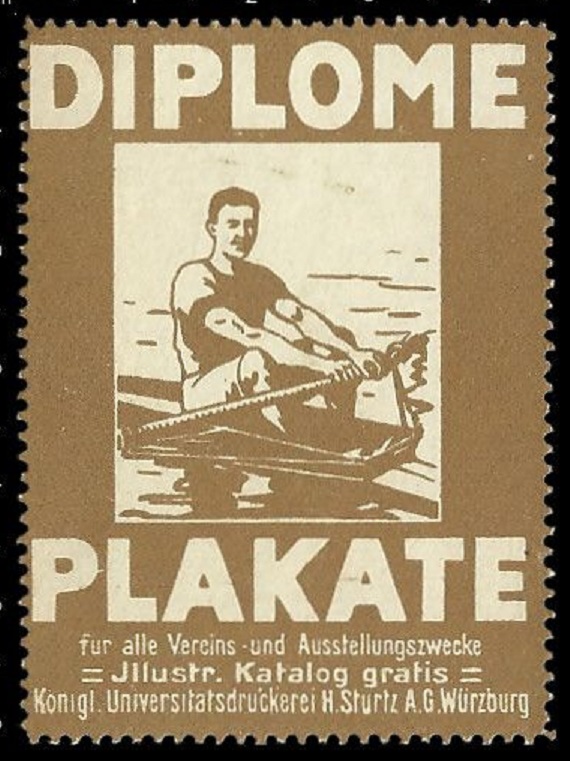 DIPLOME
PLAKATE
für alle Vereins- und Ausstellungszwecke
= Jllustr. Katalog gratis =
Königl. Universitätsdruckerei H. Stürtz A.G. Würzburg